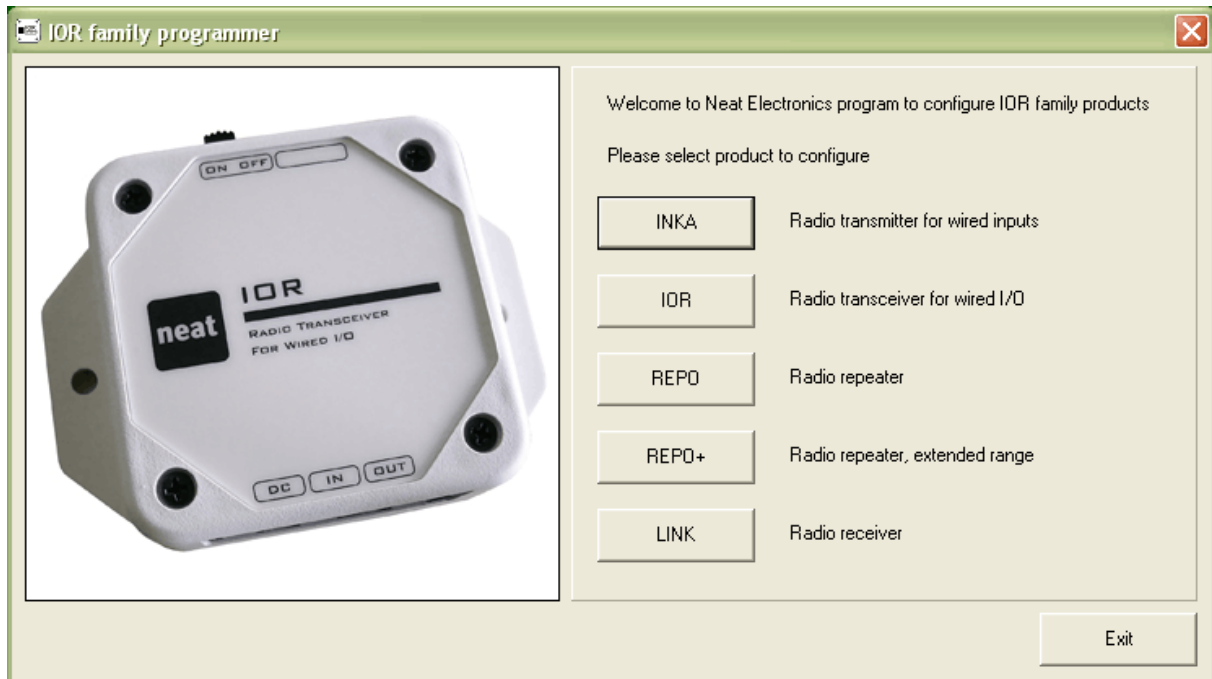 IOR family programmer
ON OFF
IOR
neat
RADIO TRANSCEIVER
FOR WIRED I/O
DC IN OUT
Welcome to Neat Electronics program to configure IOR family products
Please select product to configure
INKA Radio transmitter for wired inputs
IOR Radio transceiver for wired I/O
REPO Radio repeater
REPO+ Radio repeater, extended range
LINK Radio receiver
Exit